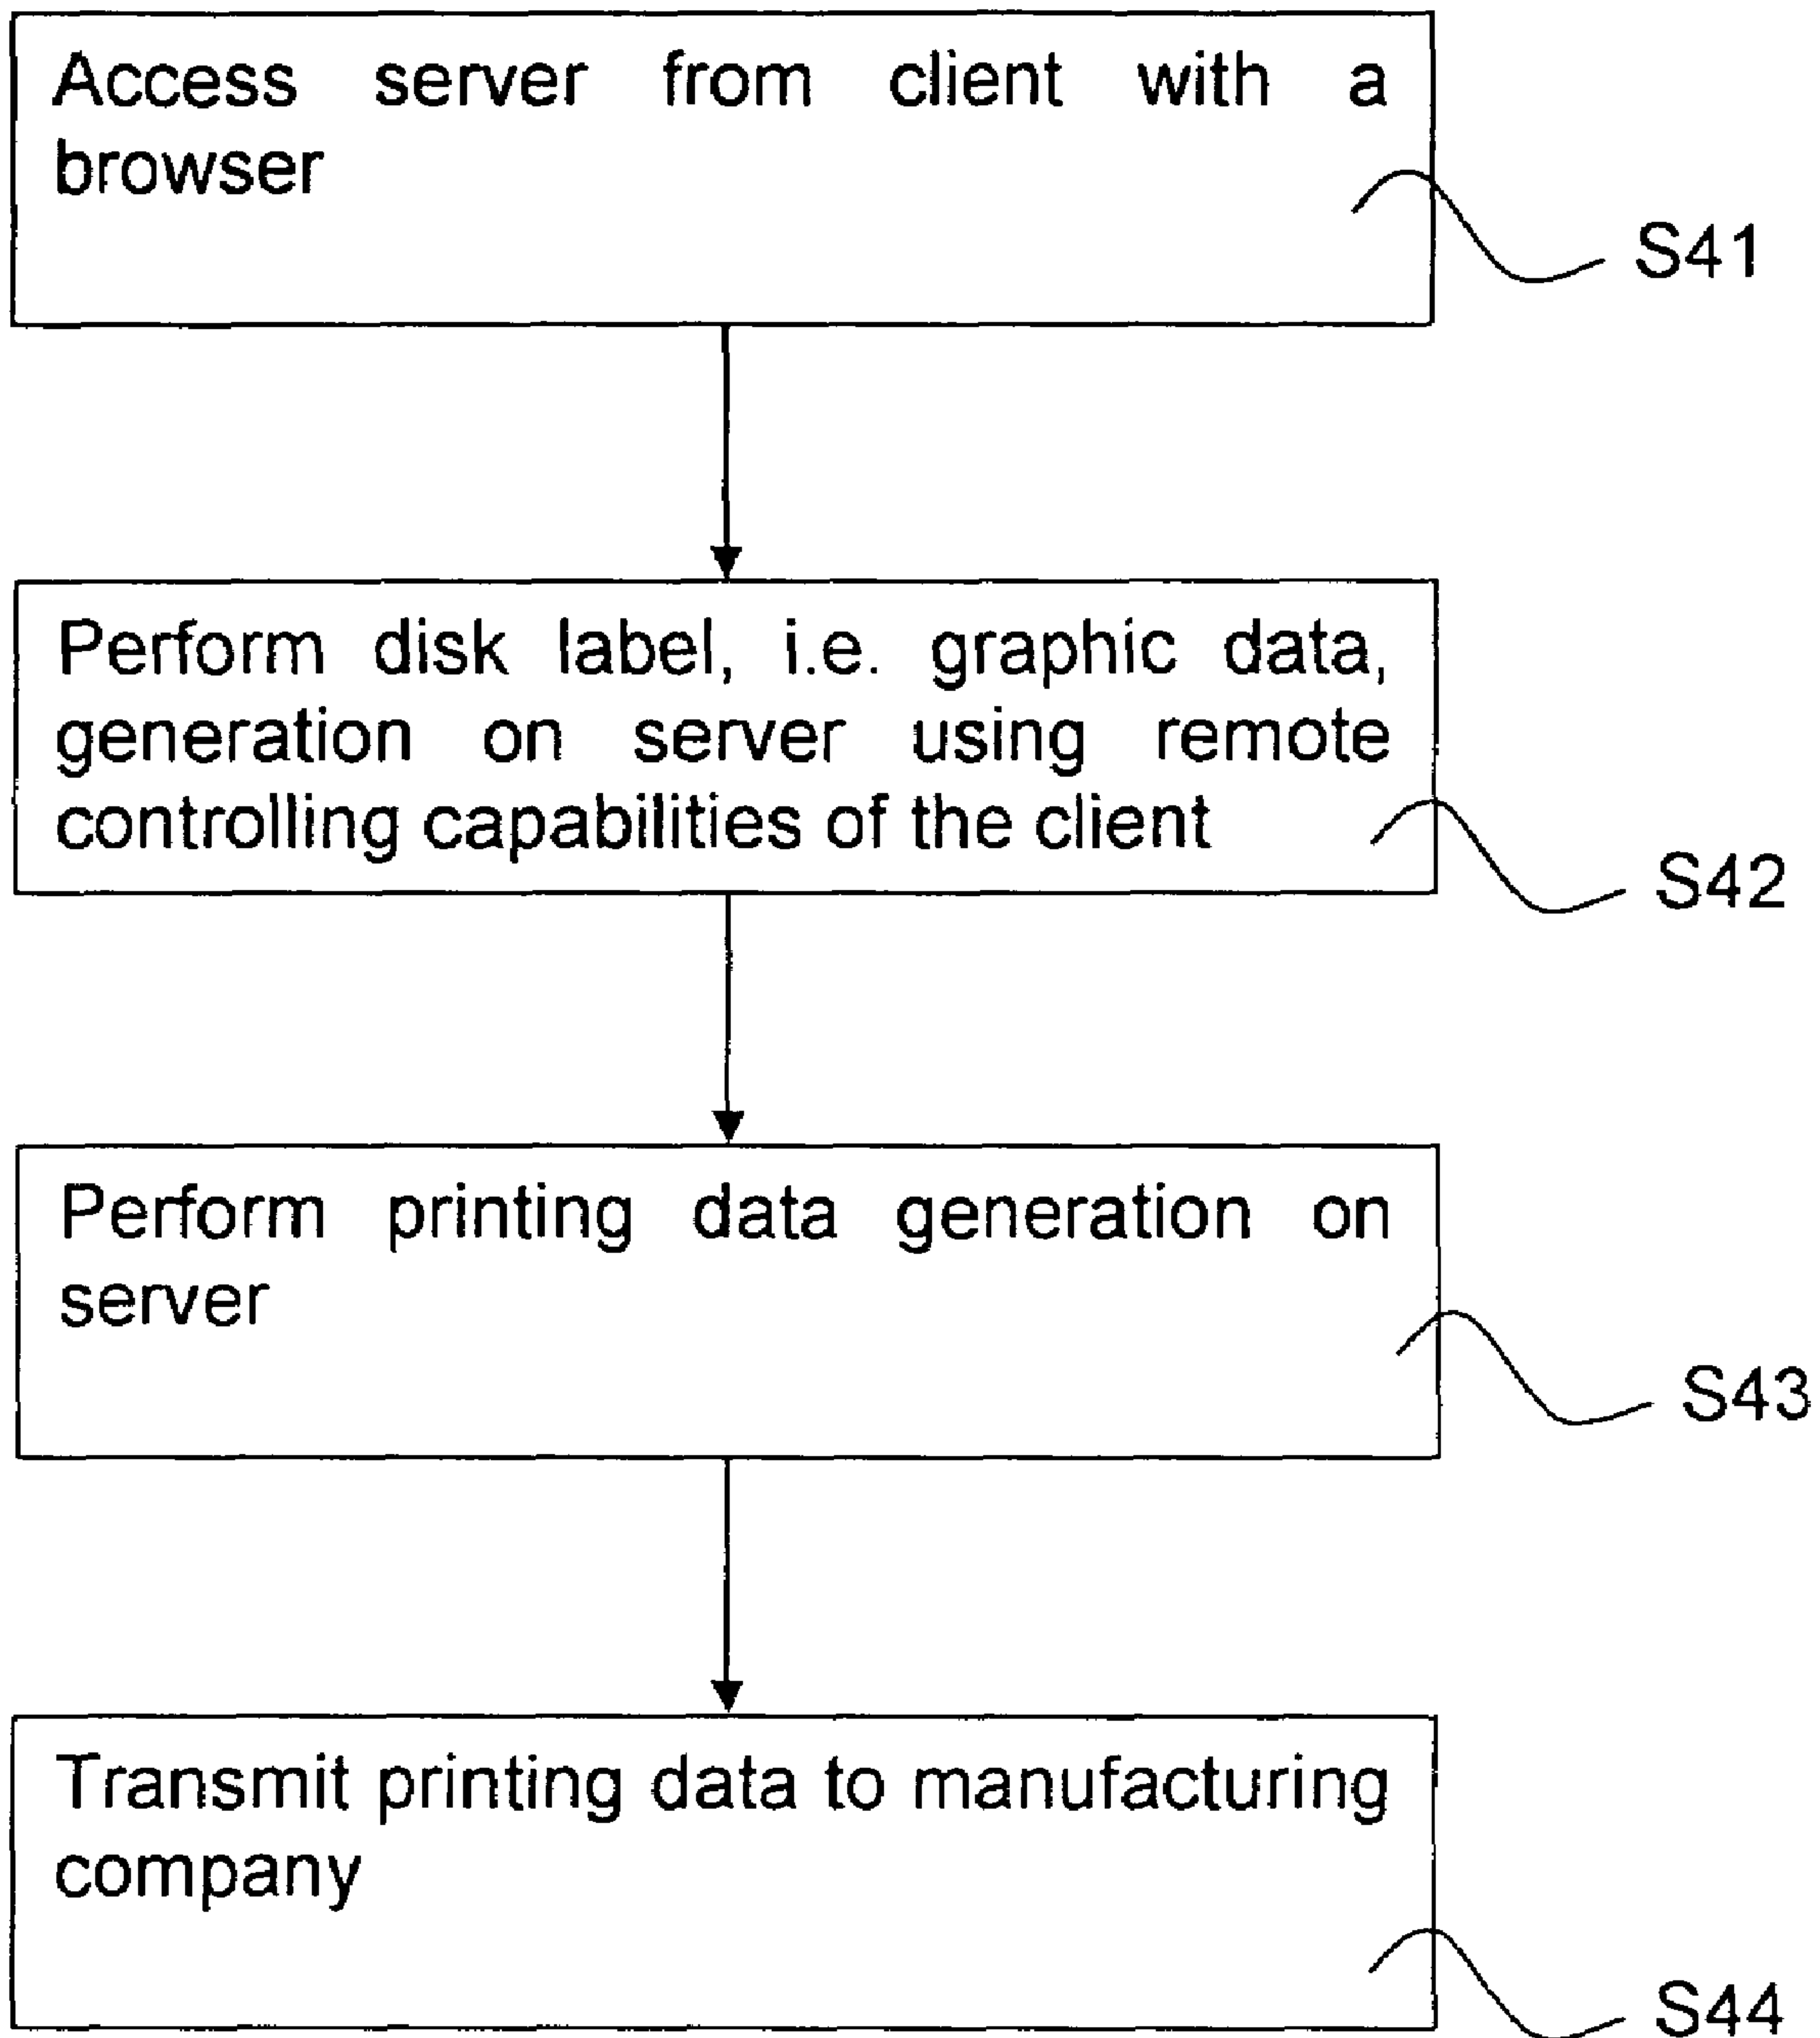 Access server from client with a
browser
S41
Perform disk label, i.e. graphic data,
generation on server using remote
controlling capabilities of the client
S42
Perform printing data generation on
server
S43
Transmit printing data to manufacturing
company
S44